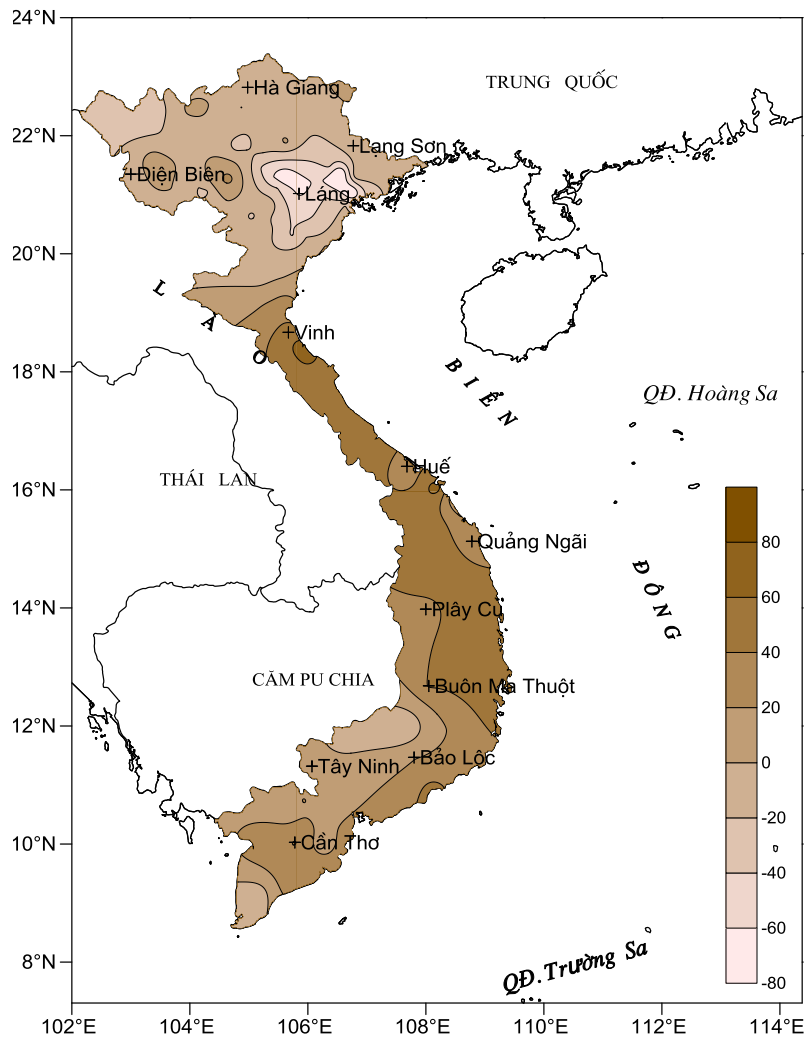 24°N
TRUNG QUỐC
Hà Giang
22°N
Lang Sơn
Điện Biên
Láng
20°N
L À O
Vinh
18°N
BIỂN ĐÔNG
QĐ. Hoàng Sa
Huế
THÁI LAN
16°N
Quảng Ngãi
80
14°N
Plây Cu
60
40
CĂM PU CHIA
Buôn Ma Thuột
20
12°N
Bảo Lộc
Tây Ninh
0
-20
10°N
Cần Thơ
-40
-60
8°N
QĐ. Trường Sa
-80
102°E 104°E 106°E 108°E 110°E 112°E 114°E